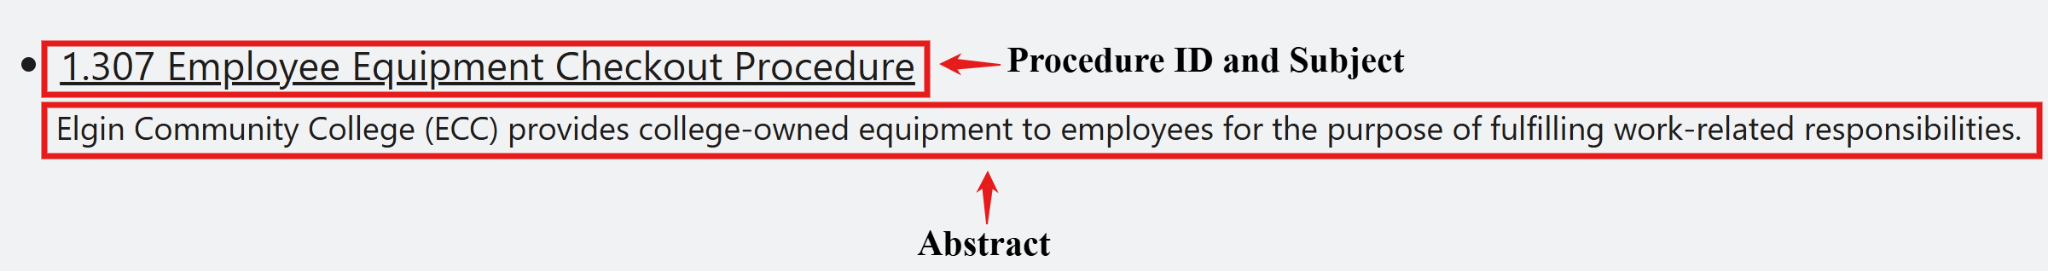 1.307 Employee Equipment Checkout Procedure
Procedure ID and Subject
Elgin Community College (ECC) provides college-owned equipment to employees for the purpose of fulfilling work-related responsibilities.
Abstract